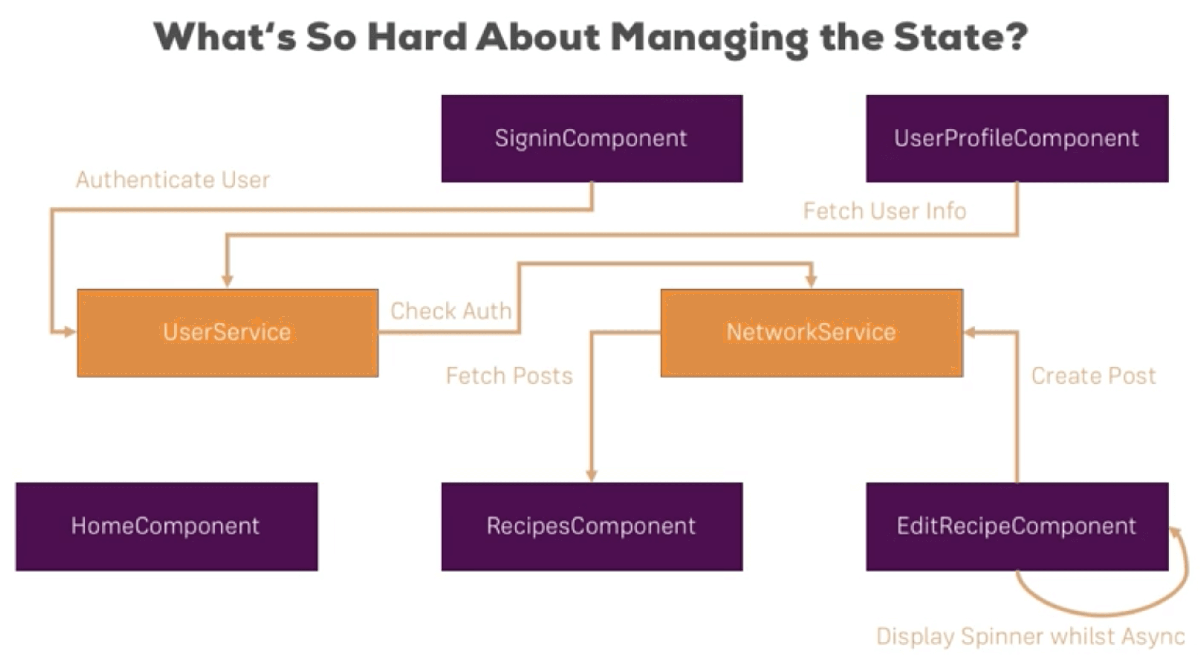 What‘s So Hard About Managing the State?
SigninComponent
UserProfileComponent
Authenticate User
Fetch User Info
UserService
Check Auth
NetworkService
Fetch Posts
Create Post
HomeComponent
RecipesComponent
EditRecipeComponent
Display Spinner whilst Async